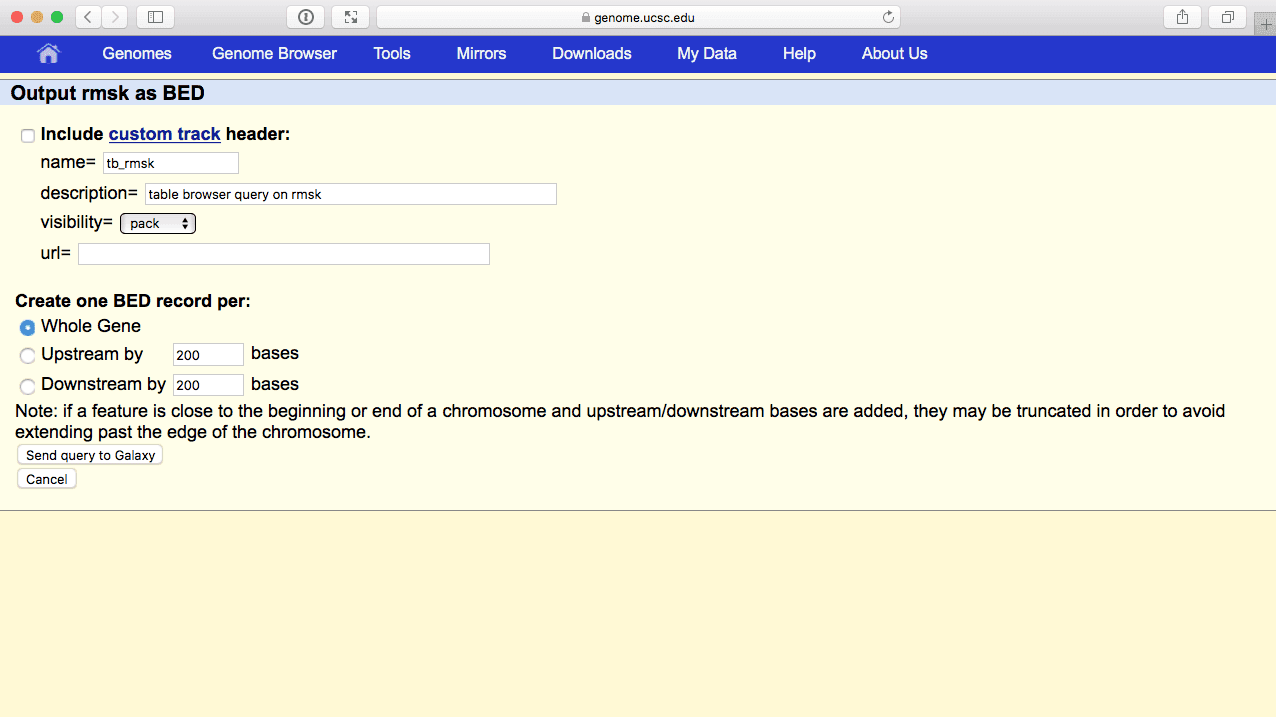 genome.ucsc.edu
Genomes Genome Browser Tools Mirrors Downloads My Data Help About Us
Output rmsk as BED
Include custom track header:
name= tb_rmsk
description= table browser query on rmsk
visibility= pack
url=
Create one BED record per:
Whole Gene
Upstream by 200 bases
Downstream by 200 bases
Note: if a feature is close to the beginning or end of a chromosome and upstream/downstream bases are added, they may be truncated in order to avoid
extending past the edge of the chromosome.
Send query to Galaxy
Cancel